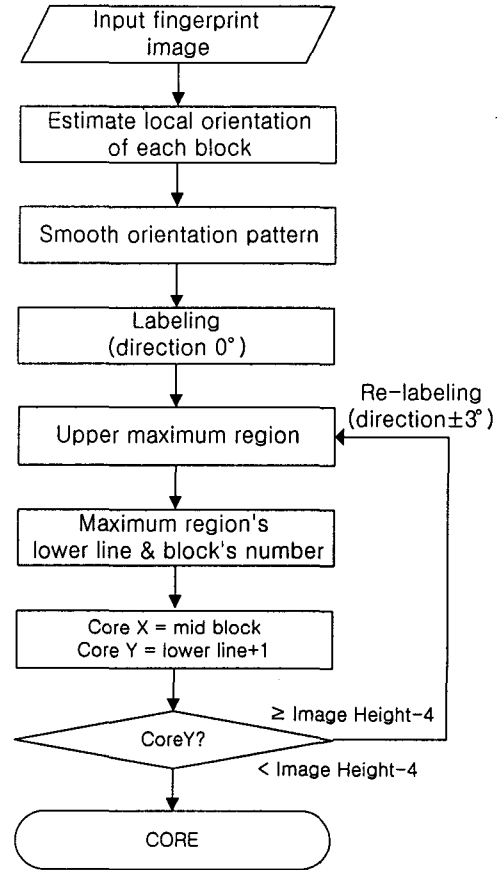 Input fingerprint
image
Estimate local orientation
of each block
Smooth orientation pattern
Labeling
(direction 0°)
Re-labeling
(direction±3°)
Upper maximum region
Maximum region's
lower line & block's number
Core X = mid block
Core Y = lower line+1
≥ Image Height-4
CoreY?
< Image Height-4
CORE